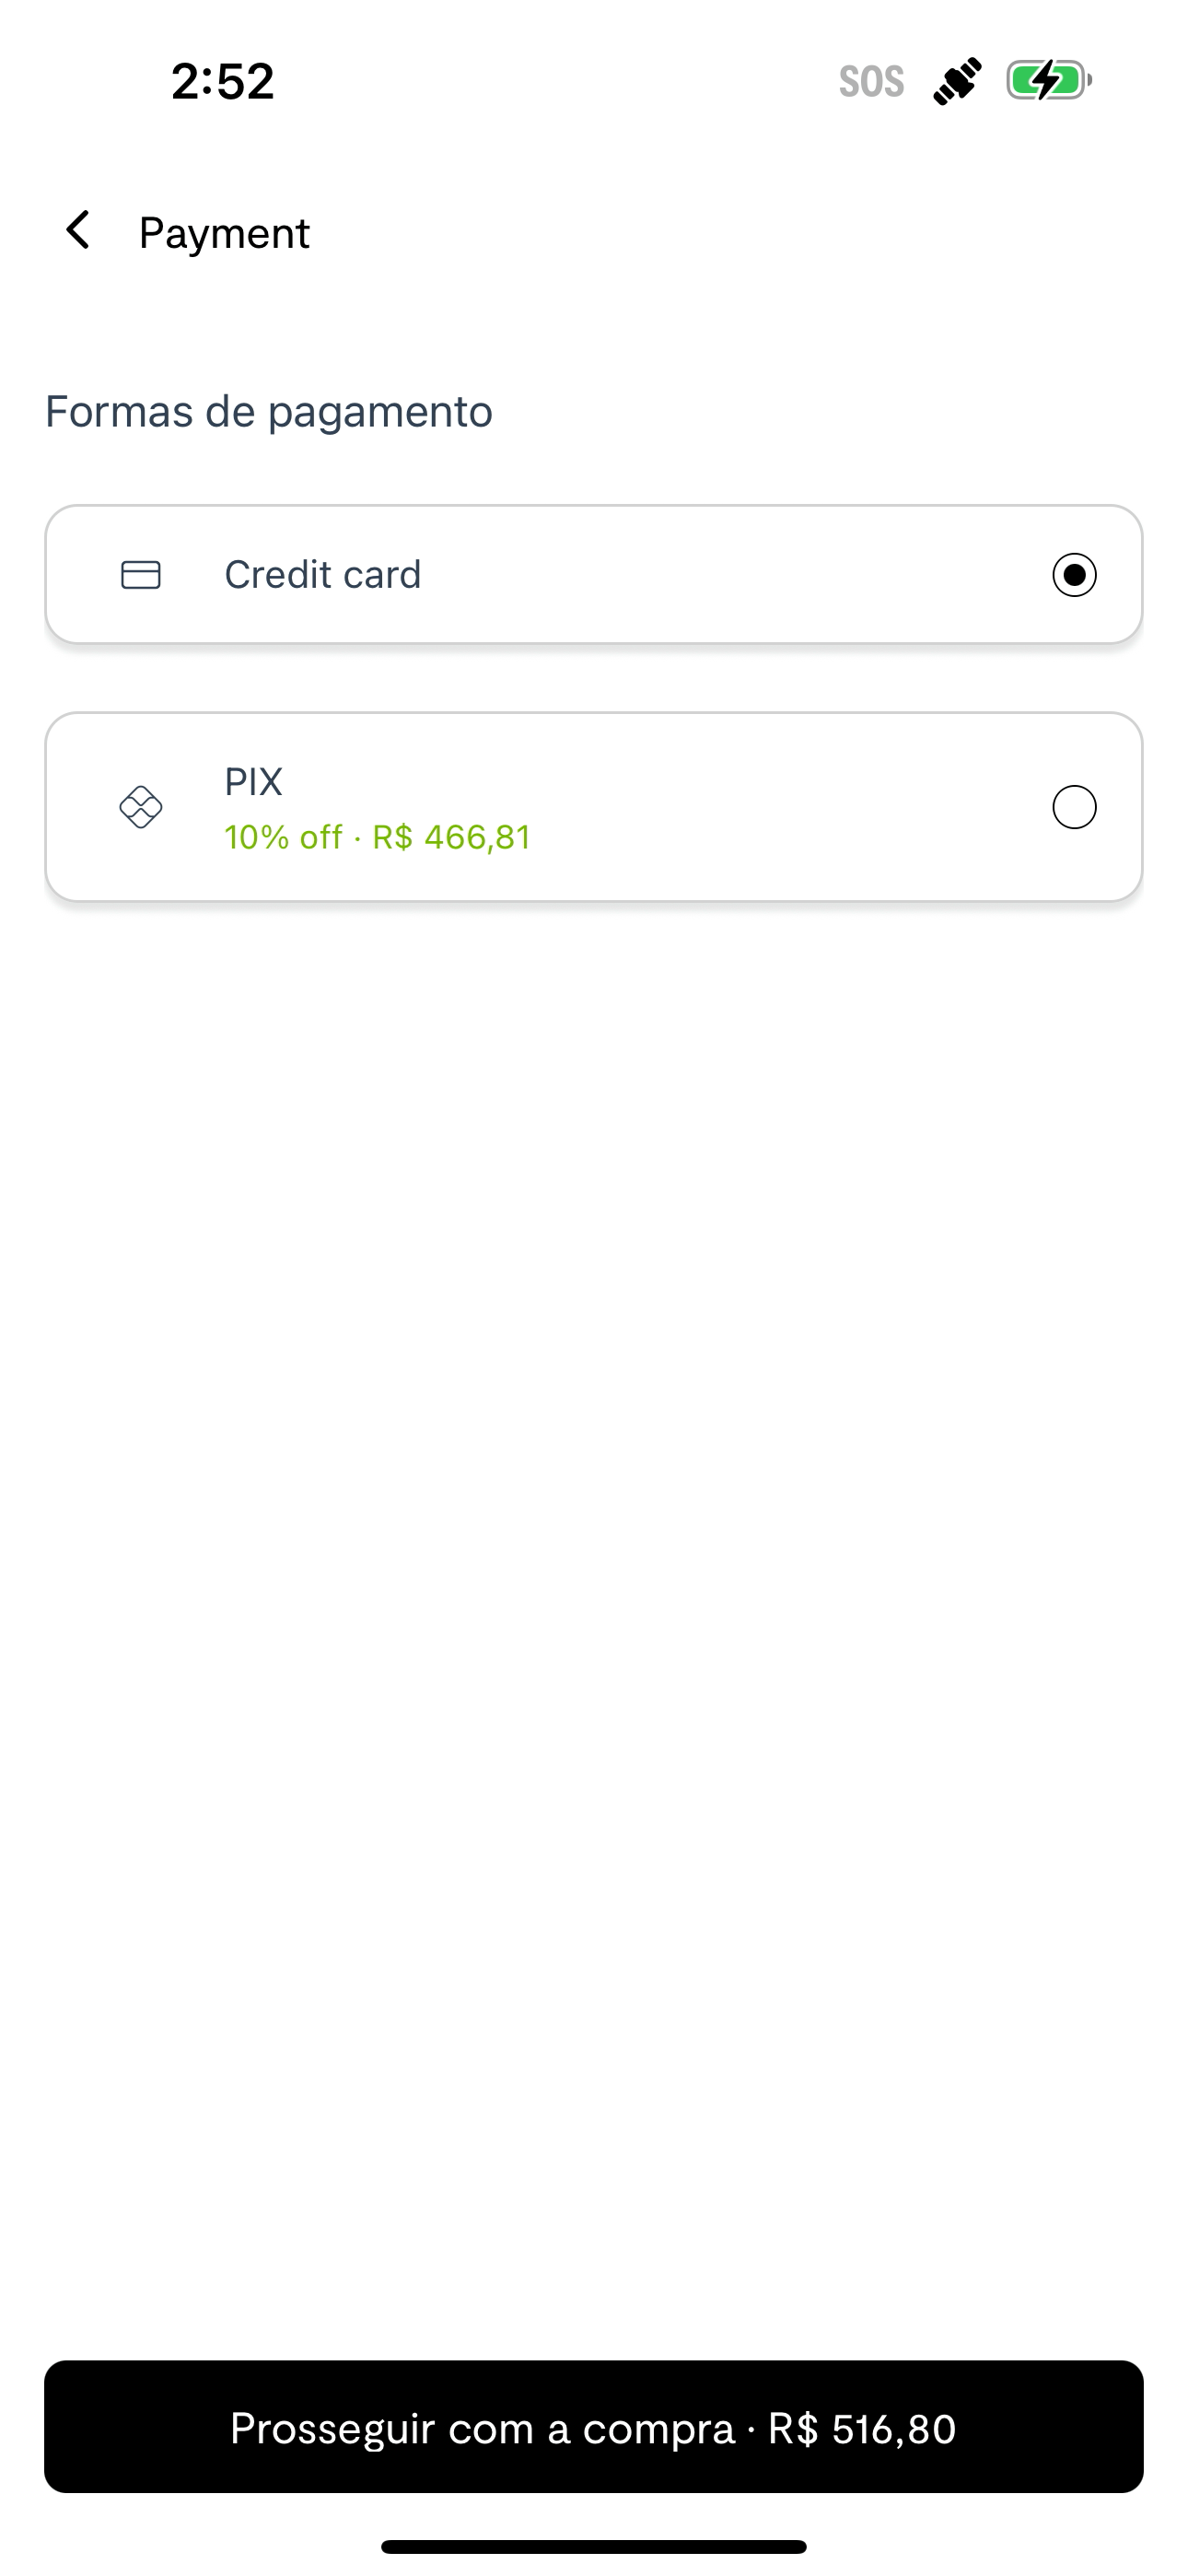 2:52
SOS
Payment
Formas de pagamento
Credit card
PIX
10% off · R$ 466,81
Prosseguir com a compra · R$ 516,80